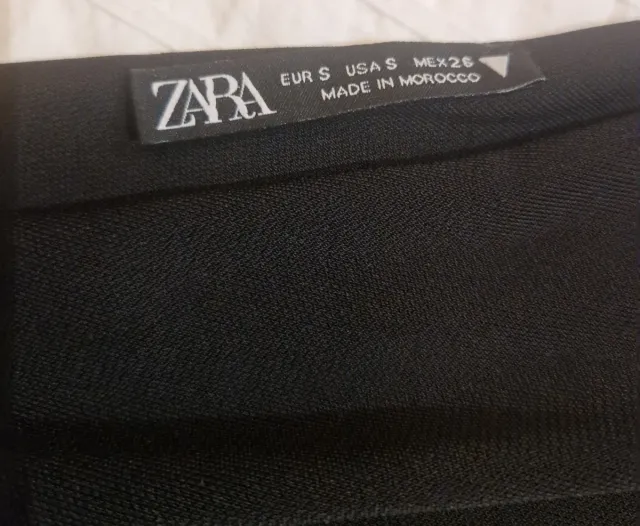 ZARA
EUR S USA S MEX 26
MADE IN MOROCCO